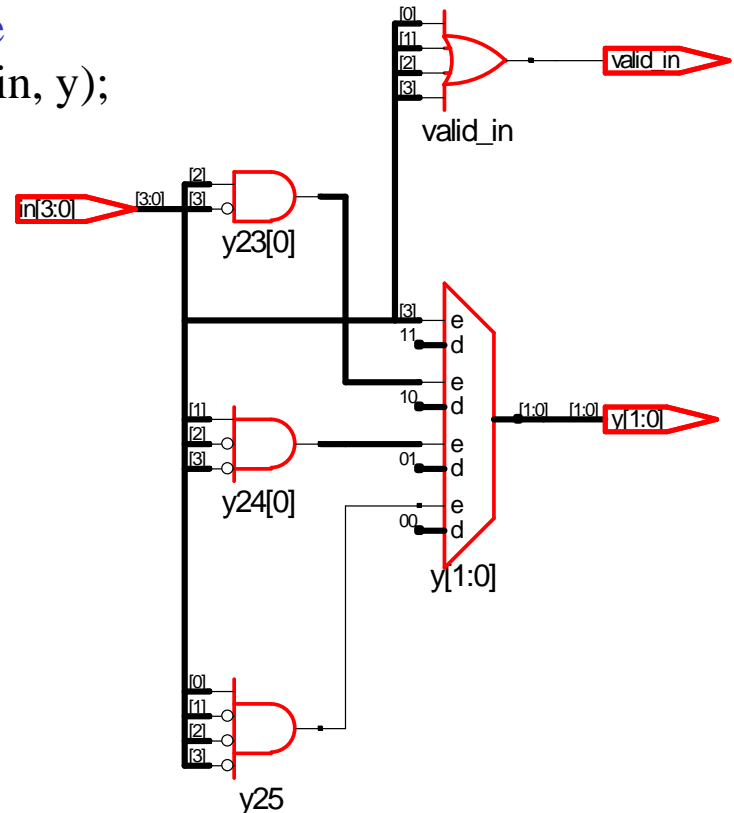 e
in, y);
[0]
[1]
[2]
[3]
valid_in
valid_in
in[3:0]
[3:0]
[2]
[3]
y23[0]
[3]
e
11
d
e
10
d
[1]
[2]
[3]
y24[0]
e
01
d
e
00
d
y[1:0]
[1:0]
[1:0]
y[1:0]
[0]
[1]
[2]
[3]
y25